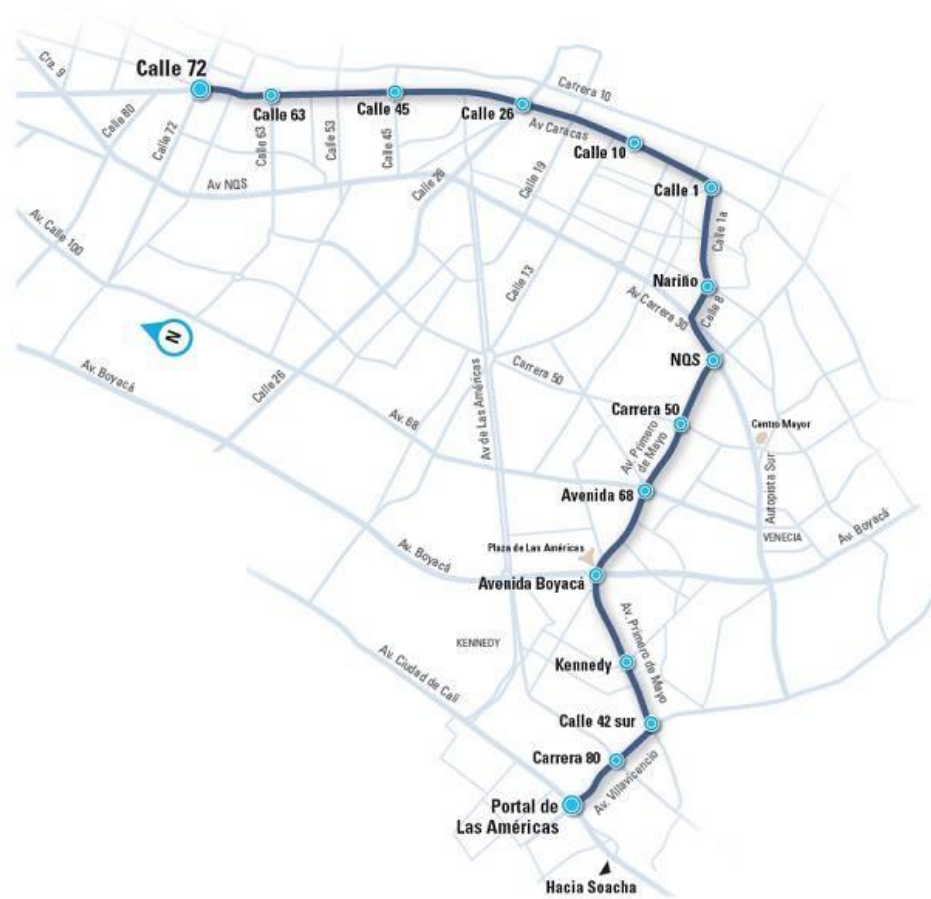 Cra. 9
Calle 72
Calle 80
Calle 72
Calle 63
Calle 63
Calle 53
Calle 45
Calle 45
Calle 26
Carrera 10
Av Caracas
Calle 10
Calle 19
Calle 26
Av NQS
Av. Calle 100
Calle 1
Calle 1a
Nariño
Calle 8
Calle 13
Av Carrera 30
N
NQS
Av. Boyacá
Calle 26
Av. 68
Av de Las Américas
Carrera 50
Carrera 50
Centro Mayor
Av. Primero
de Mayo
Avenida 68
Autopista Sur
VENECIA
Av. Boyacá
Av. Boyacá
Plaza de Las Américas
Avenida Boyacá
KENNEDY
Av. Ciudad de Cali
Av. Primero de Mayo
Kennedy
Calle 42 sur
Carrera 80
Av. Villavicencio
Portal de
Las Américas
Hacia Soacha